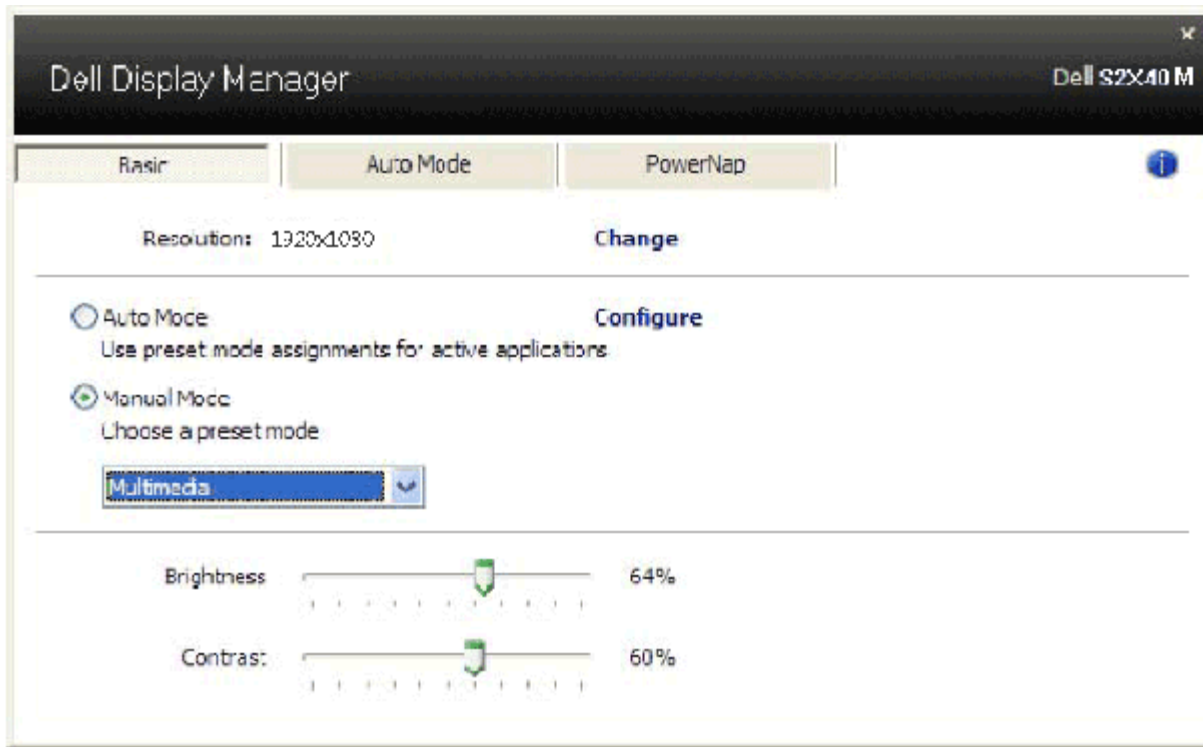 Dell Display Manager
Dell S2X40 M
Basic Auto Mode PowerNap
Resolution: 1920x1080 Change
Auto Mode Configure
Use preset mode assignments for active applications
Manual Mode
Choose a preset mode
Multimedia
Brightness 64%
Contrast 60%